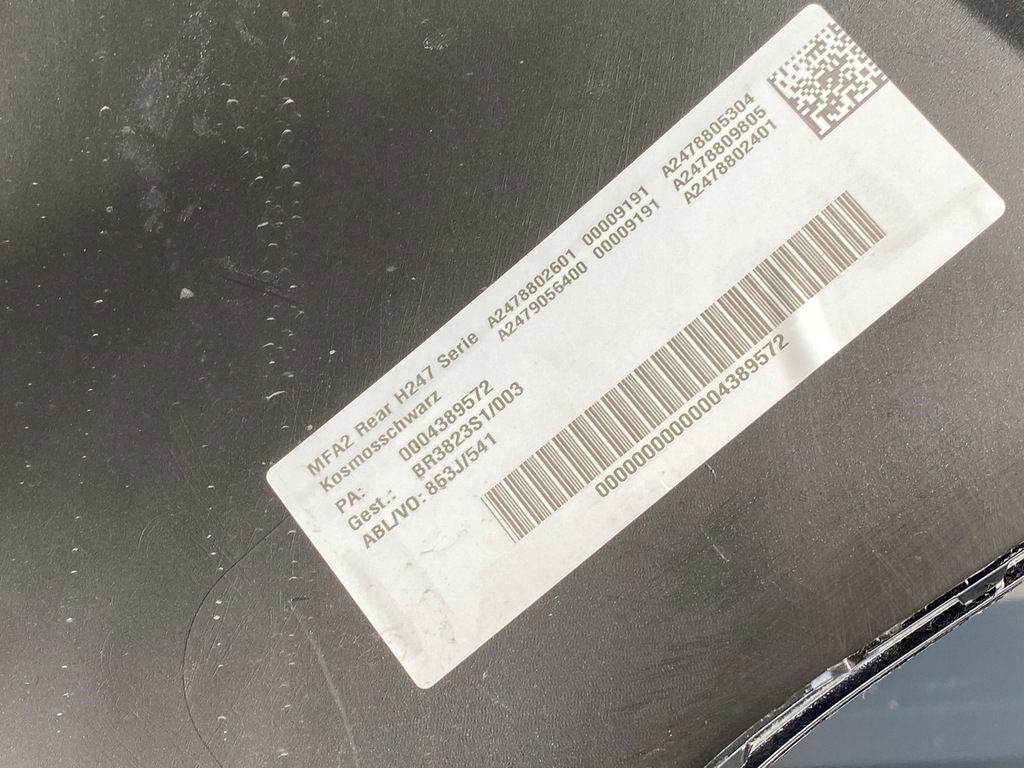 MFA2 Rear H247 Serie A2478802601 00009191 A2478805304
Kosmosschwarz A2479056400 00009191 A2478809805
A2478802401
PA: 0004389572
Gest.: BR3823S1/003
ABL/VO: 863J/541
000000000000004389572